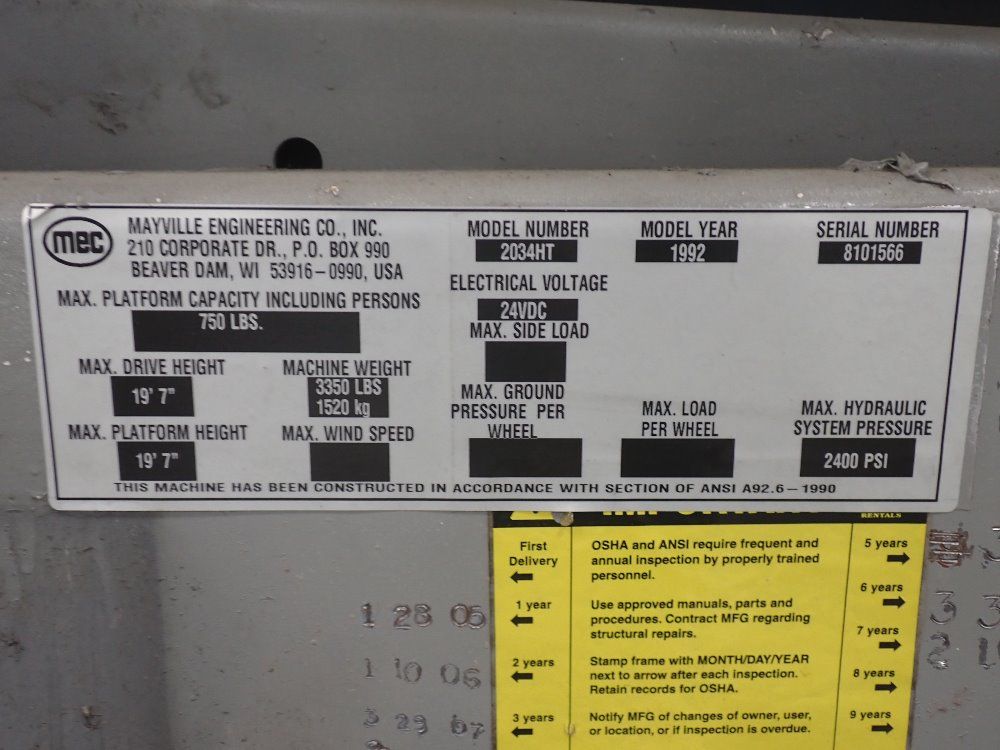 mec
MAYVILLE ENGINEERING CO., INC.
210 CORPORATE DR., P.O. BOX 990
BEAVER DAM, WI 53916-0990, USA
MODEL NUMBER
2034HT
MODEL YEAR
1992
SERIAL NUMBER
8101566
ELECTRICAL VOLTAGE
24VDC
MAX. PLATFORM CAPACITY INCLUDING PERSONS
750 LBS.
MAX. SIDE LOAD
MAX. DRIVE HEIGHT
19' 7"
MACHINE WEIGHT
3350 LBS
1520 kg
MAX. GROUND
PRESSURE PER
WHEEL
MAX. LOAD
PER WHEEL
MAX. HYDRAULIC
SYSTEM PRESSURE
2400 PSI
MAX. PLATFORM HEIGHT
19' 7"
MAX. WIND SPEED
THIS MACHINE HAS BEEN CONSTRUCTED IN ACCORDANCE WITH SECTION OF ANSI A92.6-1990
RENTALS
First
Delivery
OSHA and ANSI require frequent and
annual inspection by properly trained
personnel.
5 years
6 years
1 year
Use approved manuals, parts and
procedures. Contract MFG regarding
structural repairs.
7 years
1 28 05
2 years
Stamp frame with MONTH/DAY/YEAR
next to arrow after each inspection.
Retain records for OSHA.
8 years
1 10 06
3 years
Notify MFG of changes of owner, user,
or location, or if inspection is overdue.
9 years
3 29 07